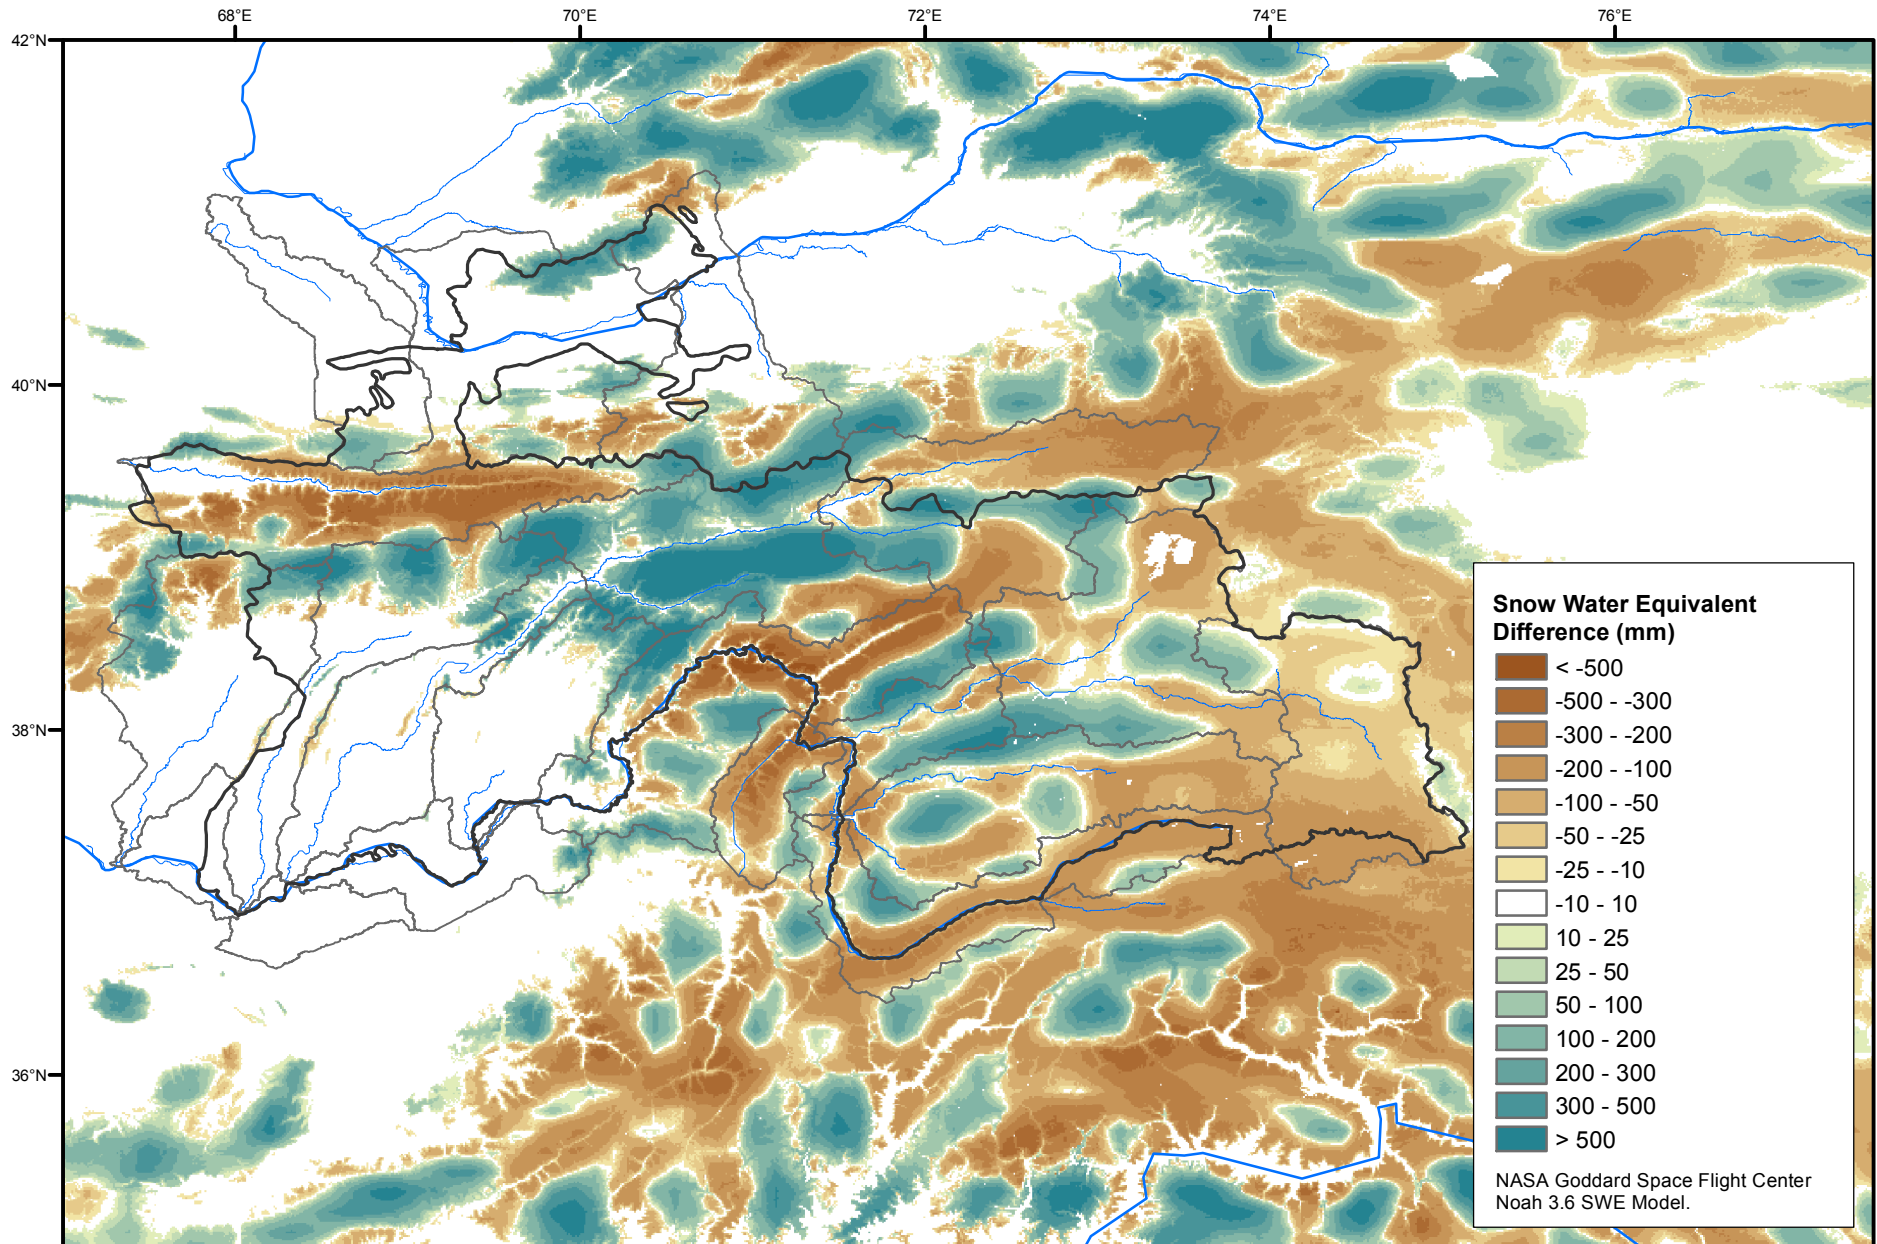 68°E
70°E
72°E
74°E
76°E
42°N
40°N
38°N
36°N
Snow Water Equivalent
Difference (mm)
< -500
-500 - -300
-300 - -200
-200 - -100
-100 - -50
-50 - -25
-25 - -10
-10 - 10
10 - 25
25 - 50
50 - 100
100 - 200
200 - 300
300 - 500
> 500
NASA Goddard Space Flight Center
Noah 3.6 SWE Model.